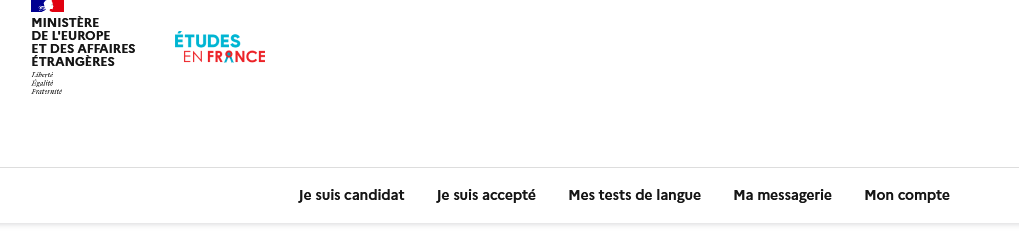 MINISTÈRE
DE L'EUROPE
ET DES AFFAIRES
ÉTRANGÈRES
Liberté
Égalité
Fraternité
ÉTUDES
EN FRANCE
Je suis candidat
Je suis accepté
Mes tests de langue
Ma messagerie
Mon compte